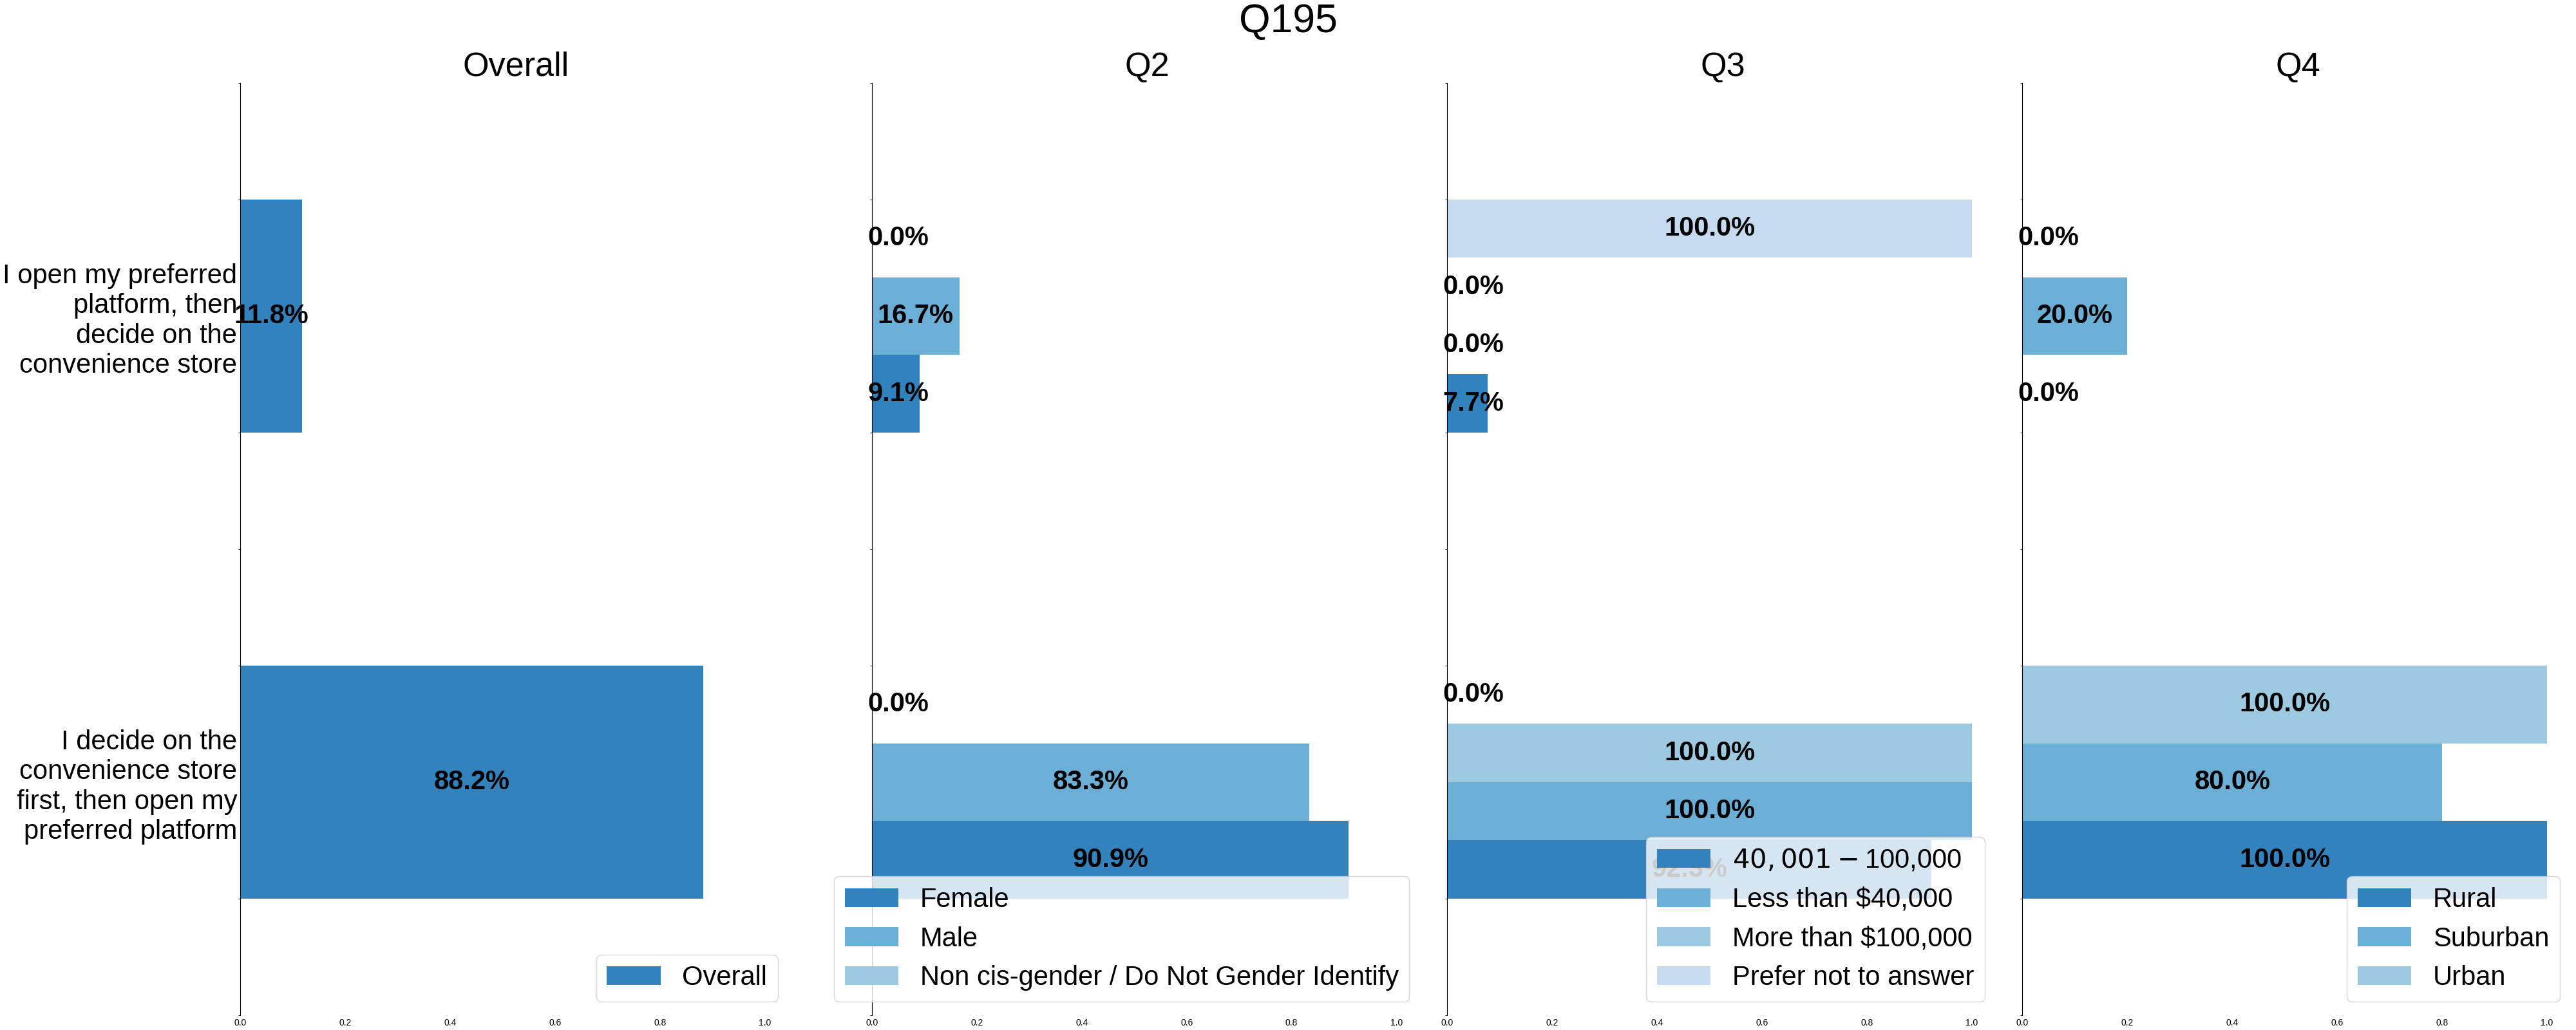 Q195
Overall
Q2
Q3
Q4
I open my preferred
platform, then
decide on the
convenience store
I decide on the
convenience store
first, then open my
preferred platform
11.8%
88.2%
Overall
0.0 0.2 0.4 0.6 0.8 1.0
0.0%
16.7%
9.1%
0.0%
83.3%
90.9%
Female
Male
Non cis-gender / Do Not Gender Identify
0.0 0.2 0.4 0.6 0.8 1.0
100.0%
0.0%
0.0%
7.7%
0.0%
100.0%
100.0%
92.3%
40,001 − 100,000
Less than $40,000
More than $100,000
Prefer not to answer
0.0 0.2 0.4 0.6 0.8 1.0
0.0%
20.0%
0.0%
100.0%
80.0%
100.0%
Rural
Suburban
Urban
0.0 0.2 0.4 0.6 0.8 1.0